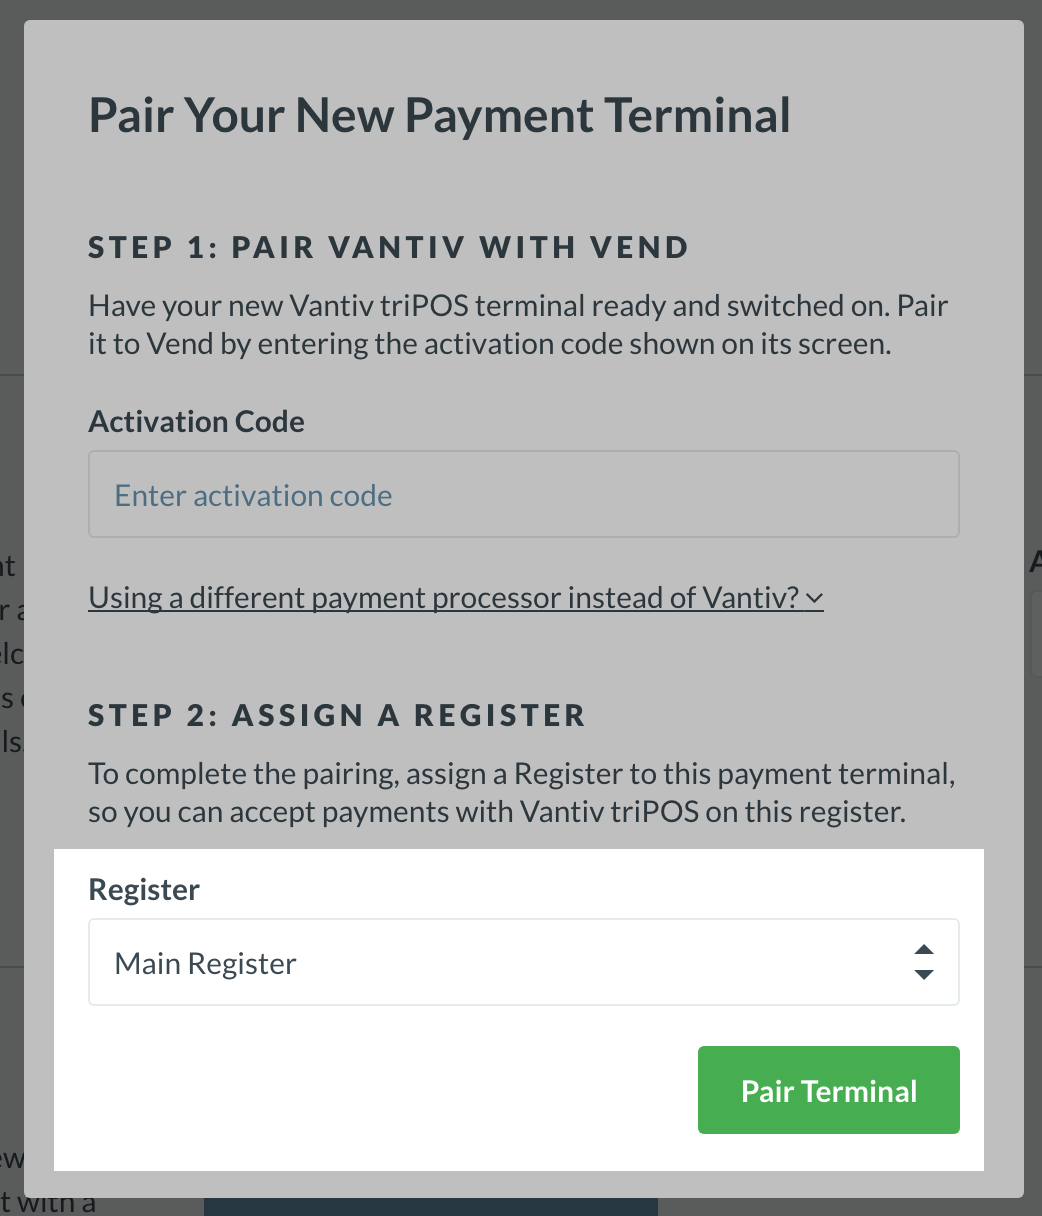 Pair Your New Payment Terminal
STEP 1: PAIR VANTIV WITH VEND
Have your new Vantiv triPOS terminal ready and switched on. Pair
it to Vend by entering the activation code shown on its screen.
Activation Code
Enter activation code
Using a different payment processor instead of Vantiv?
STEP 2: ASSIGN A REGISTER
To complete the pairing, assign a Register to this payment terminal,
so you can accept payments with Vantiv triPOS on this register.
Register
Main Register
Pair Terminal
t with a